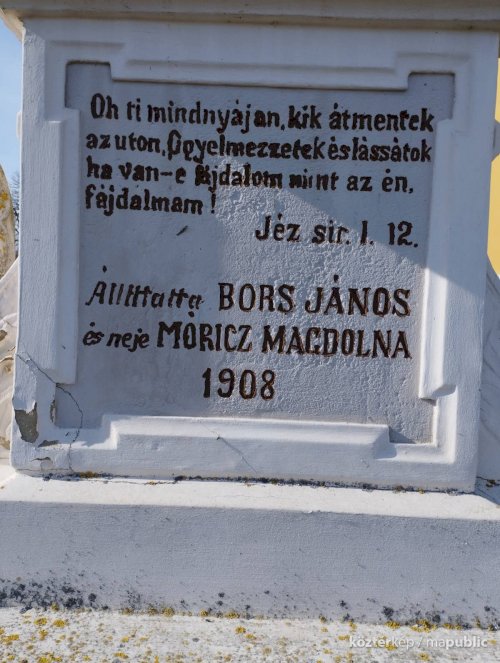 Oh ti mindnyájan, kik átmentek
az uton, figyelmezzetek és lássátok
ha van-e fájdalom mint az én,
fájdalmam!
Jéz sir. I. 12.
Állittatta BORS JÁNOS
és neje MÓRICZ MAGDOLNA
1908
köztérkép / mapublic